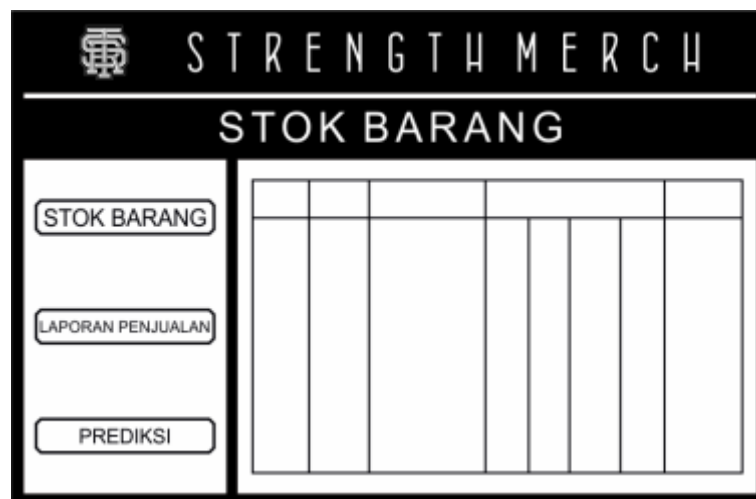 STRENGTH MERCH
STOK BARANG
STOK BARANG
LAPORAN PENJUALAN
PREDIKSI